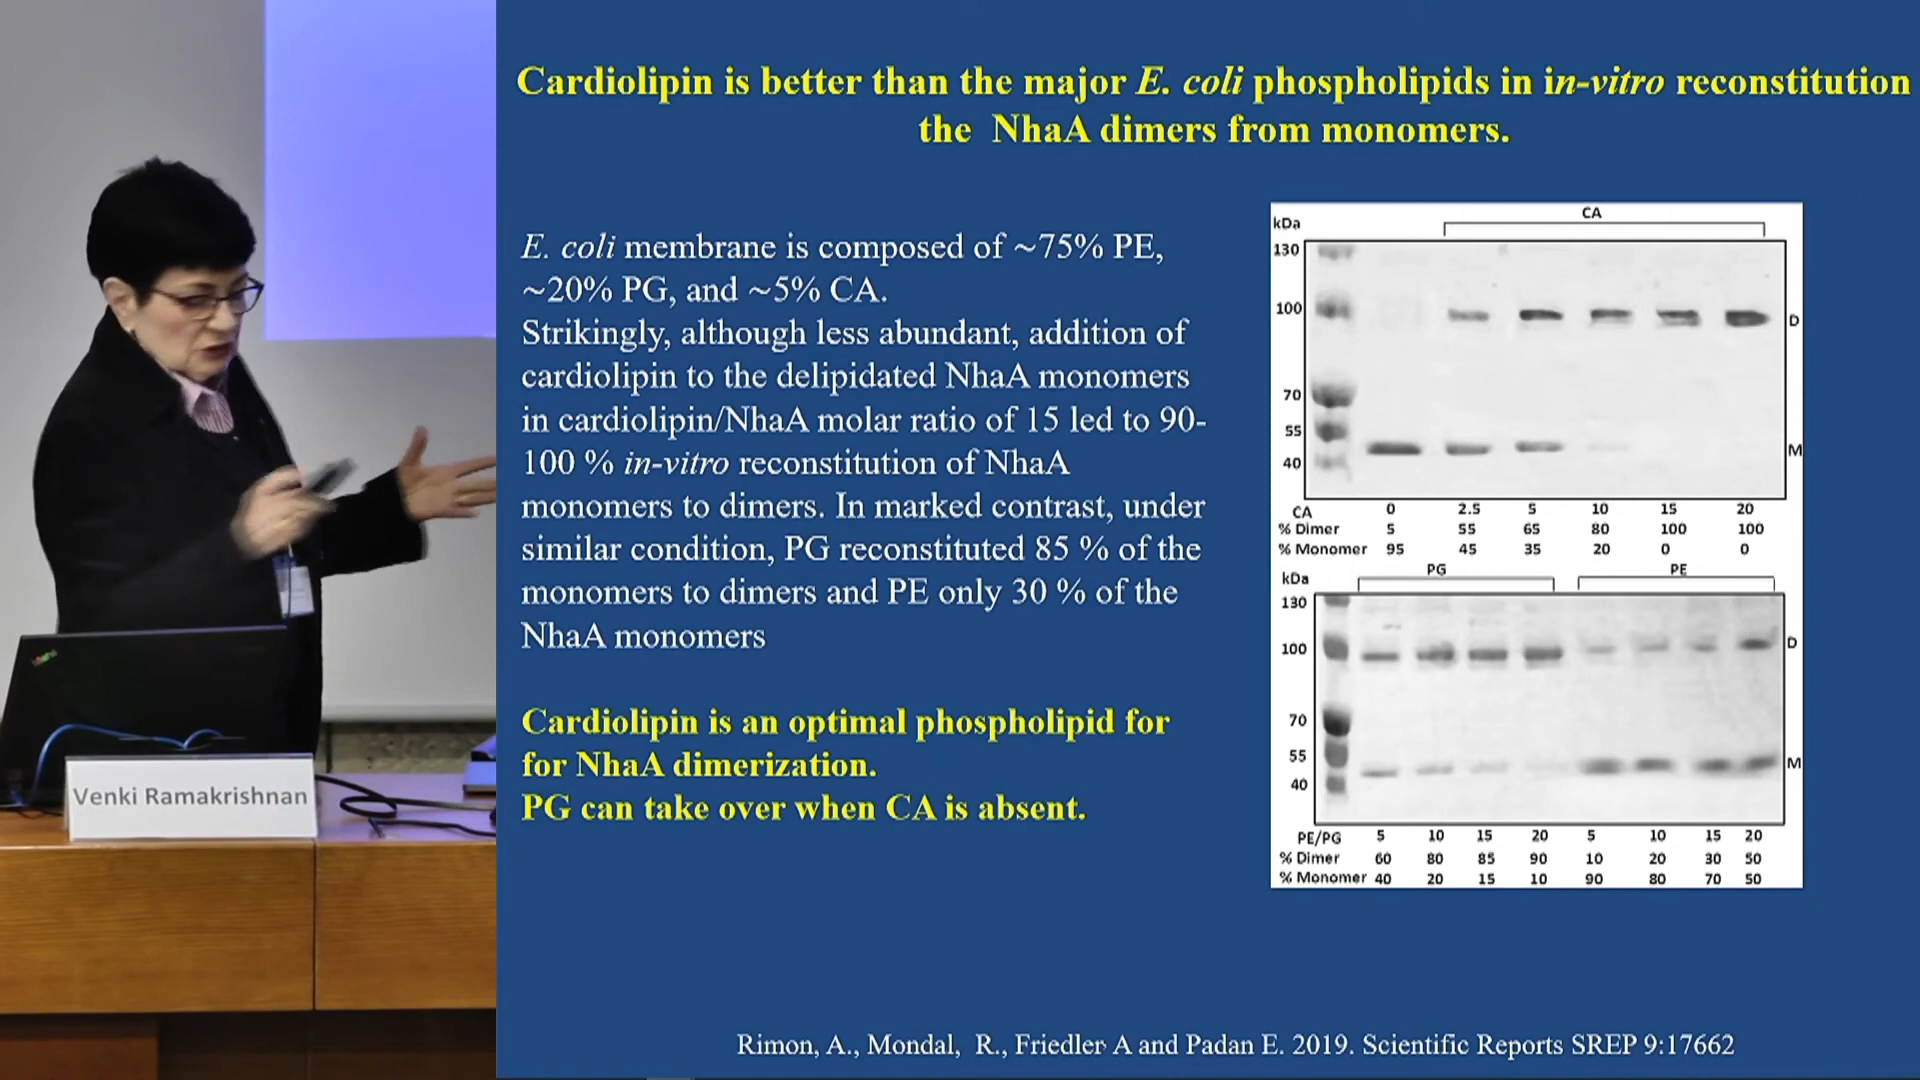 Cardiolipin is better than the major E. coli phospholipids in in-vitro reconstitution
the NhaA dimers from monomers.
E. coli membrane is composed of ~75% PE,
~20% PG, and ~5% CA.
Strikingly, although less abundant, addition of
cardiolipin to the delipidated NhaA monomers
in cardiolipin/NhaA molar ratio of 15 led to 90-
100 % in-vitro reconstitution of NhaA
monomers to dimers. In marked contrast, under
similar condition, PG reconstituted 85 % of the
monomers to dimers and PE only 30 % of the
NhaA monomers
Cardiolipin is an optimal phospholipid for
for NhaA dimerization.
PG can take over when CA is absent.
CA
kDa
130
100
D
70
55
M
40
CA 0 2.5 5 10 15 20
% Dimer 5 55 65 80 100 100
% Monomer 95 45 35 20 0 0
PG PE
kDa
130
100
D
70
55
M
40
PE/PG 5 10 15 20 5 10 15 20
% Dimer 60 80 85 90 10 20 30 50
% Monomer 40 20 15 10 90 80 70 50
Venki Ramakrishnan
Rimon, A., Mondal, R., Friedler A and Padan E. 2019. Scientific Reports SREP 9:17662